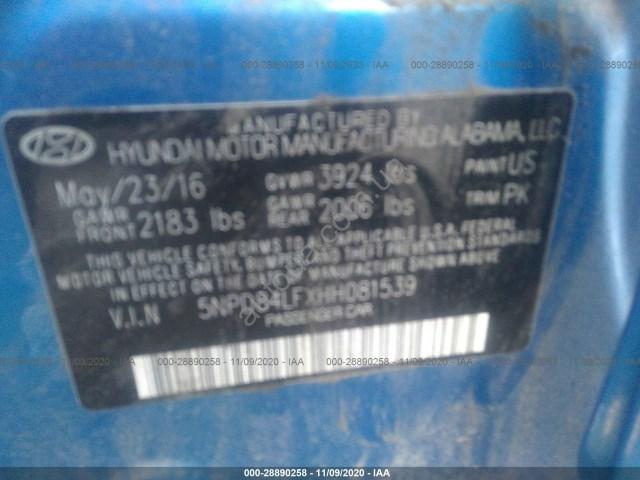 000-28890258 - 11/09/2020 - IAA
MANUFACTURED BY
HYUNDAI MOTOR MANUFACTURING ALABAMA, LLC
May/23/16 GVWR 3924 lbs PAINT US
GAWR FRONT 2183 lbs GAWR REAR 2006 lbs TRIM PK
THIS VEHICLE CONFORMS TO ALL APPLICABLE U.S.A. FEDERAL
MOTOR VEHICLE SAFETY, BUMPER, AND THEFT PREVENTION STANDARDS
IN EFFECT ON THE DATE OF MANUFACTURE SHOWN ABOVE.
V.I.N 5NPD84LFXHH081539
PASSENGER CAR
000-28890258 - 11/09/2020 - IAA
000-28890258 - 11/09/2020 - IAA